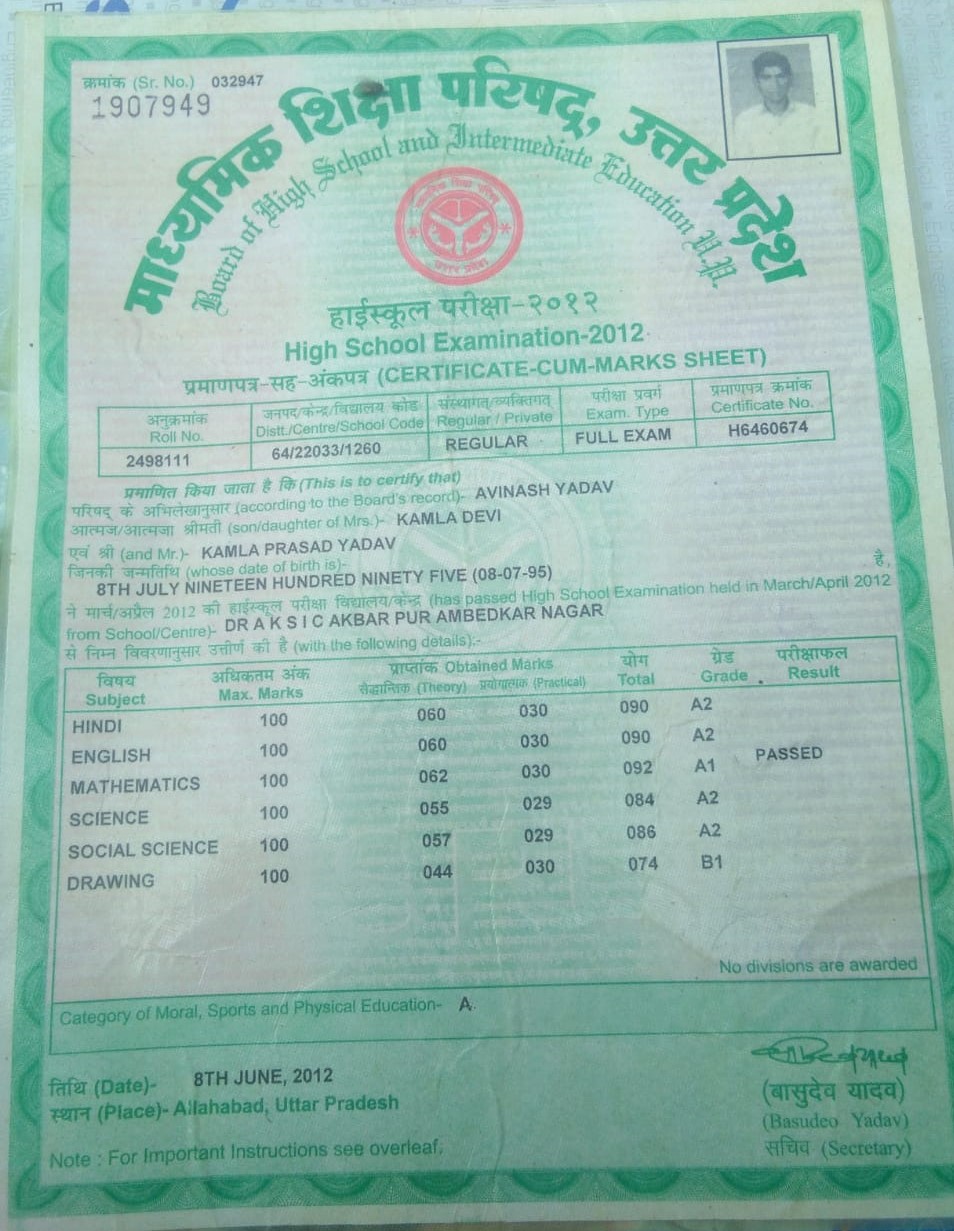 क्रमांक (Sr. No.) 032947
1907949
माध्यमिक शिक्षा परिषद्, उत्तर प्रदेश
Board of High School and Intermediate Education U.P.
हाईस्कूल परीक्षा-२०१२
High School Examination-2012
प्रमाणपत्र-सह-अंकपत्र (CERTIFICATE-CUM-MARKS SHEET)
अनुक्रमांक जनपद/केन्द्र/विद्यालय कोड संस्थागत/व्यक्तिगत् परीक्षा प्रवर्ग प्रमाणपत्र क्रमांक
Roll No. Distt./Centre/School Code Regular / Private Exam. Type Certificate No.
2498111 64/22033/1260 REGULAR FULL EXAM H6460674
प्रमाणित किया जाता है कि (This is to certify that)
परिषद् के अभिलेखानुसार (according to the Board's record)- AVINASH YADAV
आत्मज/आत्मजा श्रीमती (son/daughter of Mrs.)- KAMLA DEVI
एवं श्री (and Mr.)- KAMLA PRASAD YADAV
जिनकी जन्मतिथि (whose date of birth is)-
8TH JULY NINETEEN HUNDRED NINETY FIVE (08-07-95) है,
ने मार्च/अप्रैल 2012 की हाईस्कूल परीक्षा विद्यालय/केन्द्र (has passed High School Examination held in March/April 2012
from School/Centre)- DR A K S I C AKBAR PUR AMBEDKAR NAGAR
से निम्न विवरणानुसार उत्तीर्ण की है (with the following details):-
विषय अधिकतम अंक प्राप्तांक Obtained Marks योग ग्रेड परीक्षाफल
Subject Max. Marks सैद्धान्तिक (Theory) प्रयोगात्मक (Practical) Total Grade Result
HINDI 100 060 030 090 A2
ENGLISH 100 060 030 090 A2 PASSED
MATHEMATICS 100 062 030 092 A1
SCIENCE 100 055 029 084 A2
SOCIAL SCIENCE 100 057 029 086 A2
DRAWING 100 044 030 074 B1
No divisions are awarded
Category of Moral, Sports and Physical Education- A
तिथि (Date)- 8TH JUNE, 2012
स्थान (Place)- Allahabad, Uttar Pradesh
(बासुदेव यादव)
(Basudeo Yadav)
सचिव (Secretary)
Note : For Important Instructions see overleaf.